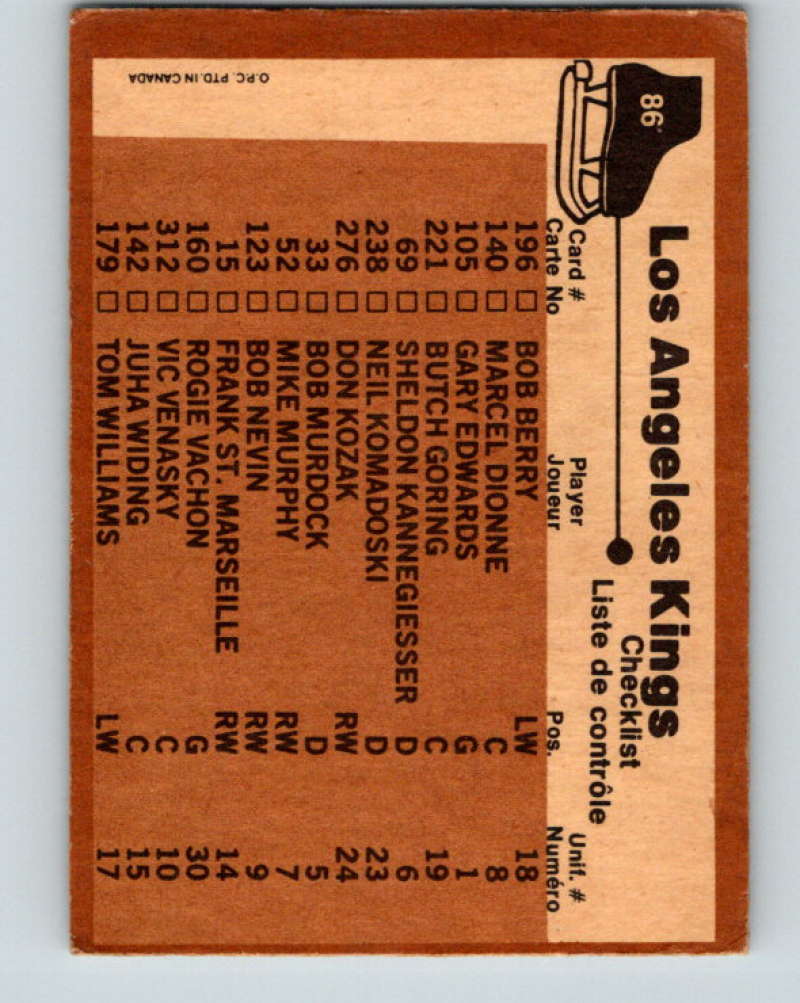 86
Los Angeles Kings
Checklist
Liste de contrôle
Card # Player Pos. Unif. #
Carte No Joueur Numéro
196 □ BOB BERRY LW 18
140 □ MARCEL DIONNE C 8
105 □ GARY EDWARDS G 1
221 □ BUTCH GORING C 19
69 □ SHELDON KANNEGIESSER D 6
238 □ NEIL KOMADOSKI D 23
276 □ DON KOZAK RW 24
33 □ BOB MURDOCK D 5
52 □ MIKE MURPHY RW 7
123 □ BOB NEVIN RW 9
15 □ FRANK ST. MARSEILLE RW 14
160 □ ROGIE VACHON G 30
312 □ VIC VENASKY C 10
142 □ JUHA WIDING C 15
179 □ TOM WILLIAMS LW 17
O.P.C. PTD. IN CANADA